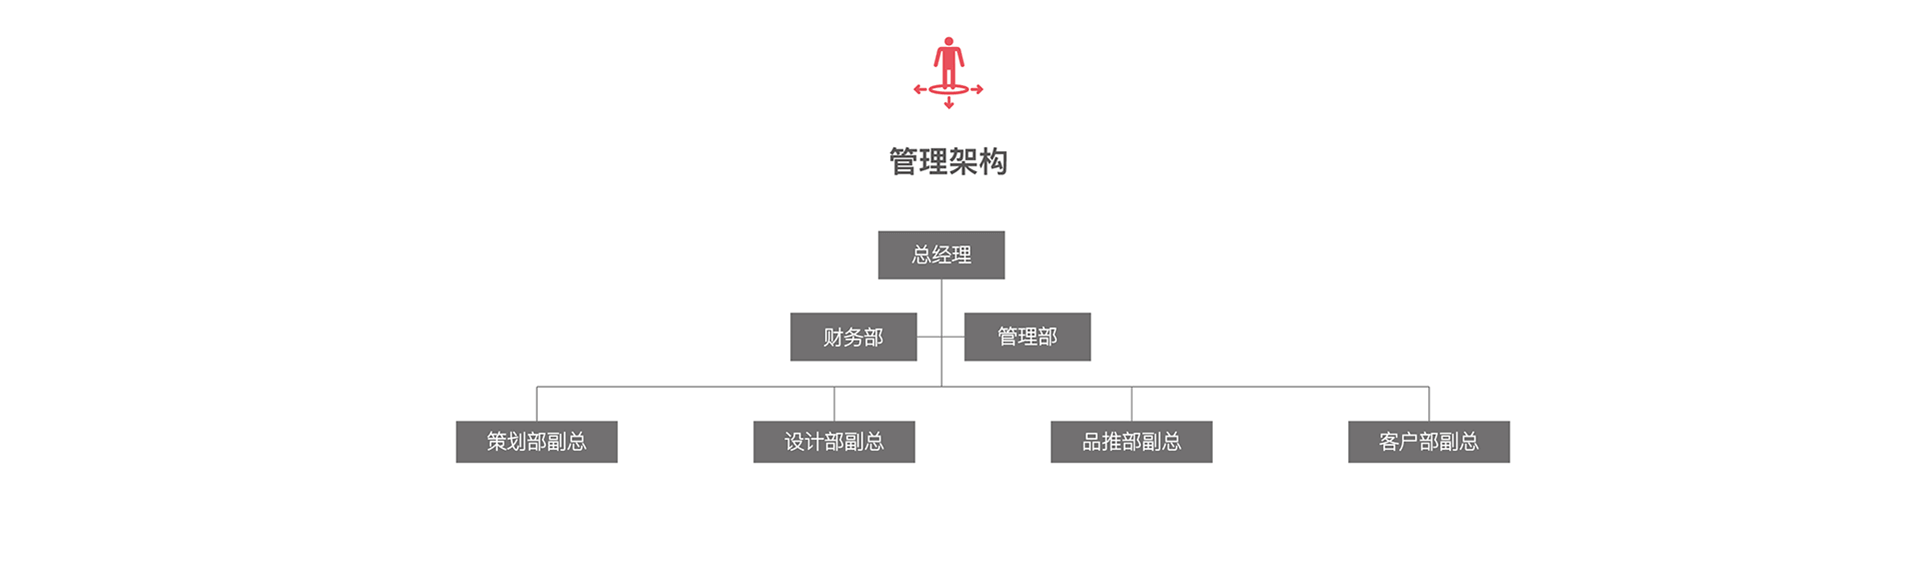 管理架构
总经理
财务部
管理部
策划部副总
设计部副总
品推部副总
客户部副总